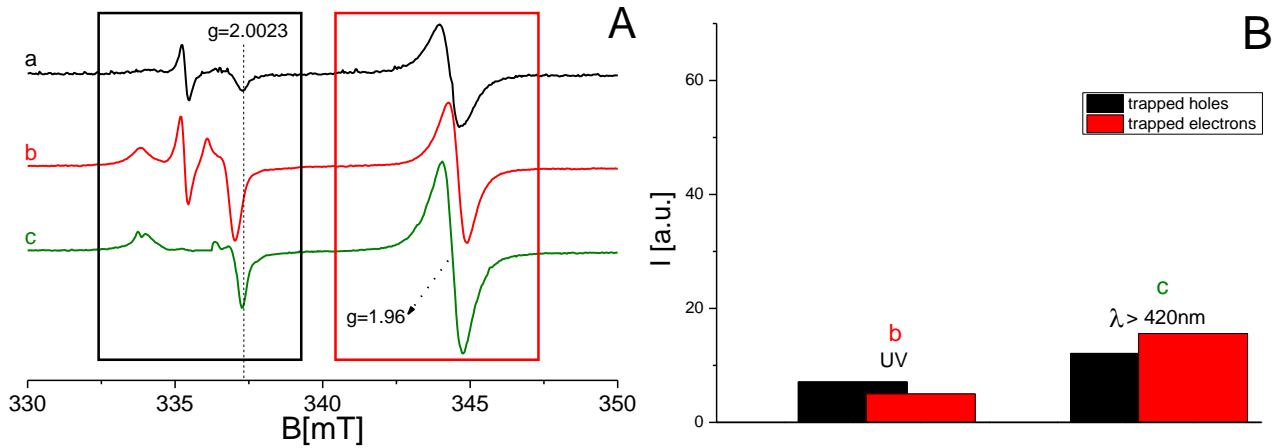 A
g=2.0023
a
b
c
g=1.96
330
335
340
345
350
B[mT]
B
trapped holes
trapped electrons
I [a.u.]
60
40
20
0
b
UV
c
λ > 420nm